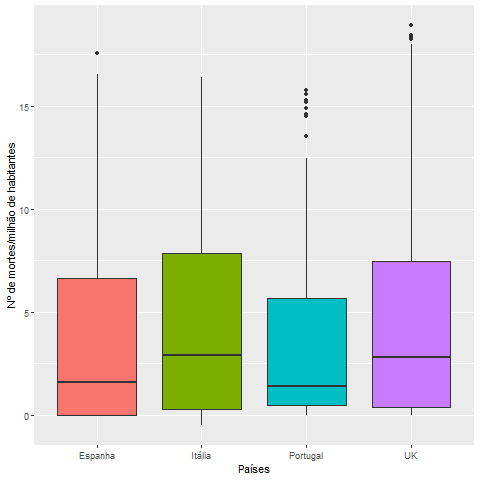 Nº de mortes/milhão de habitantes
15
10
5
0
Espanha
Itália
Portugal
UK
Países